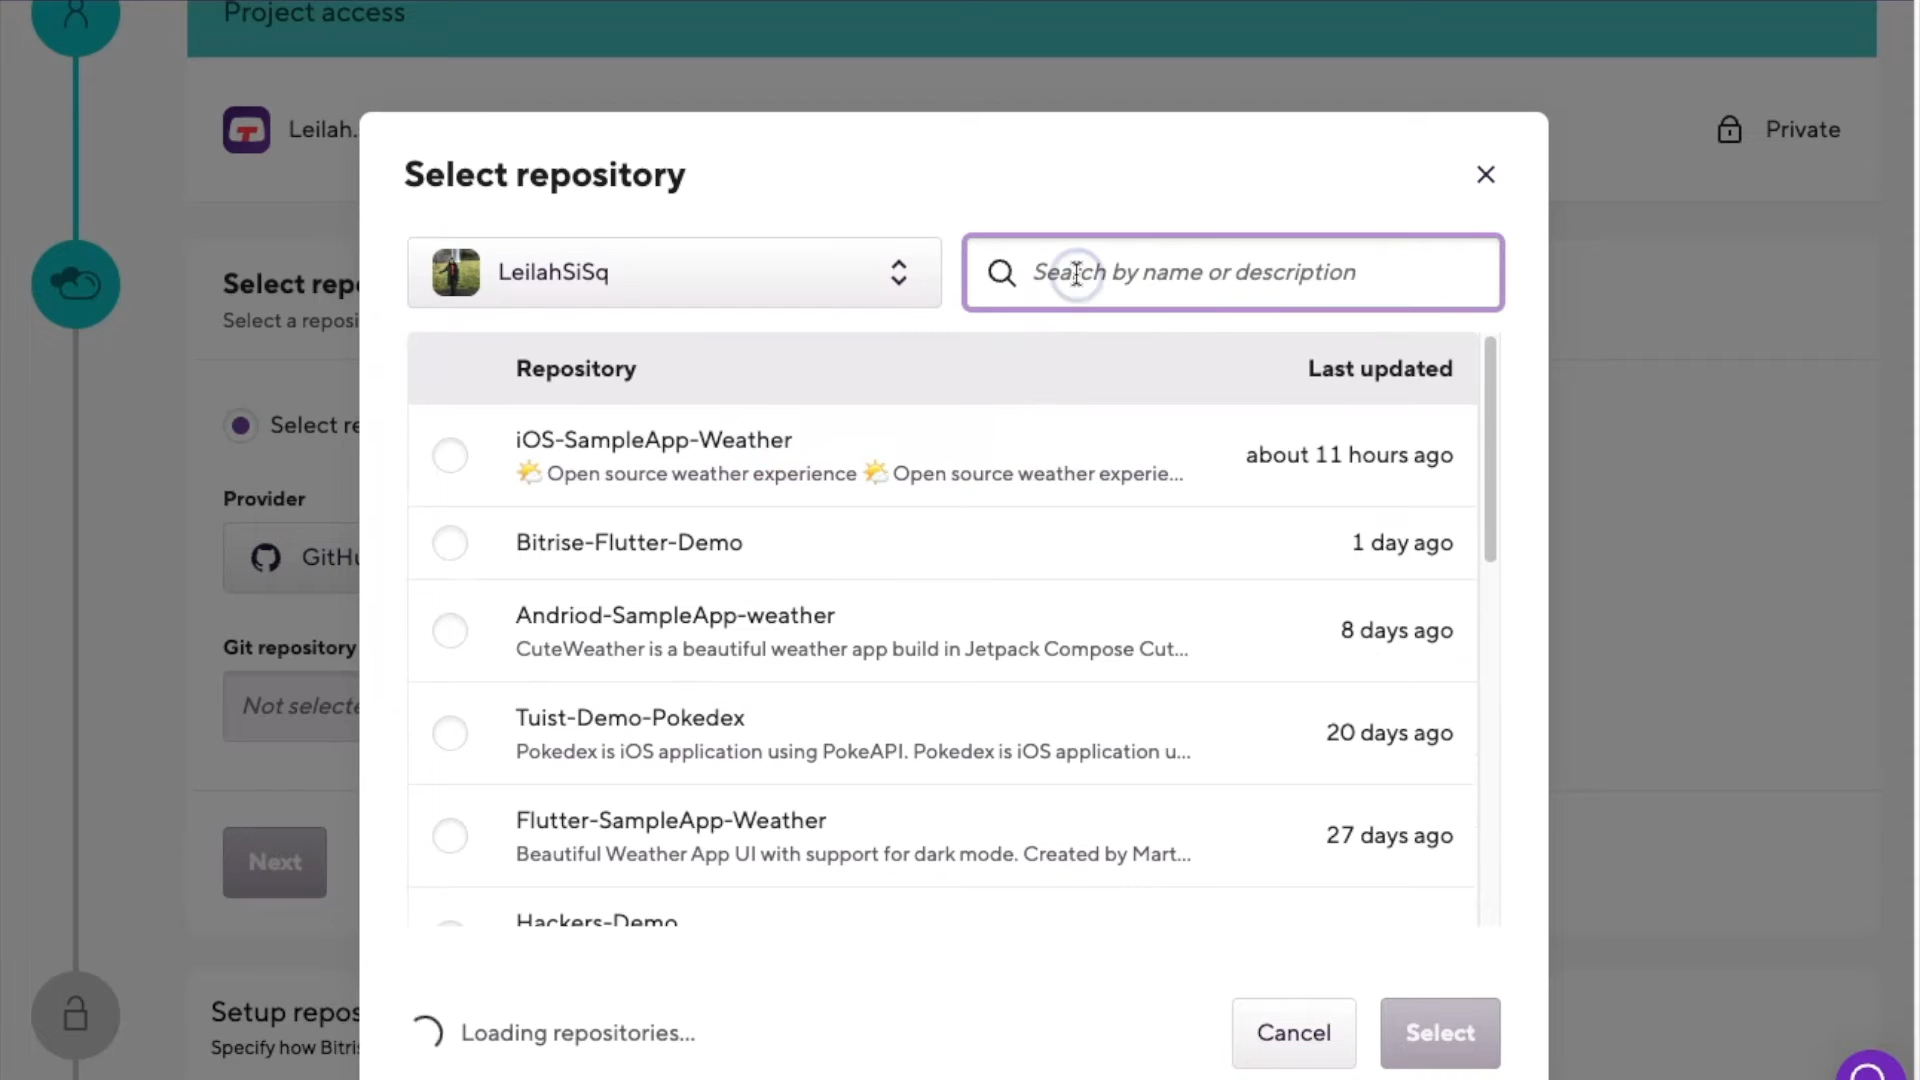 Project access
Leilah.
Private
Select repository
LeilahSiSq
Search by name or description
Select rep
Select a reposi
Repository Last updated
iOS-SampleApp-Weather
🌤️ Open source weather experience 🌤️ Open source weather experie...
about 11 hours ago
Select re
Provider
GitHu
Bitrise-Flutter-Demo
1 day ago
Andriod-SampleApp-weather
CuteWeather is a beautiful weather app build in Jetpack Compose Cut...
8 days ago
Git repository
Not selecte
Tuist-Demo-Pokedex
Pokedex is iOS application using PokeAPI. Pokedex is iOS application u...
20 days ago
Flutter-SampleApp-Weather
Beautiful Weather App UI with support for dark mode. Created by Mart...
27 days ago
Next
Hackers-Demo
Setup repos
Specify how Bitri
Loading repositories...
Cancel
Select